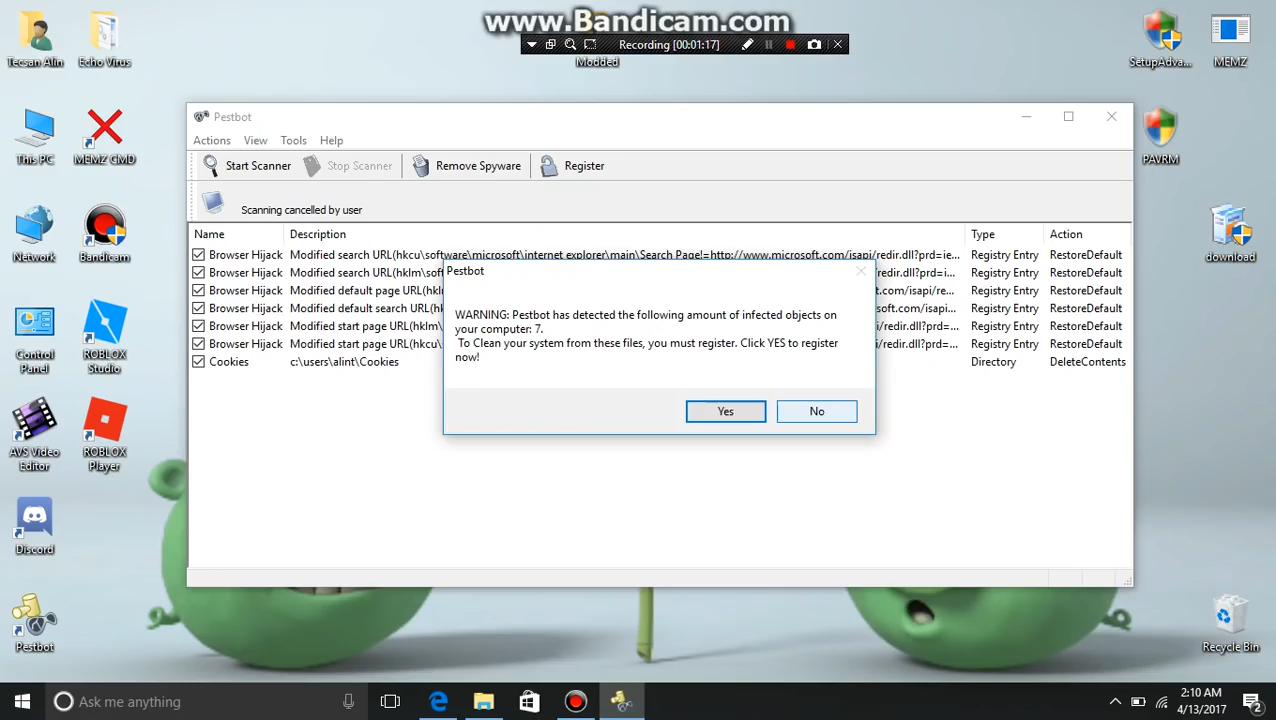 www.Bandicam.com
Recording [00:01:17]
Tecsan Alin
Echo Virus
Modded
SetupAdva...
MEMZ
Pestbot
Actions View Tools Help
This PC
MEMZ CMD
PAVRM
Start Scanner Stop Scanner Remove Spyware Register
Scanning cancelled by user
Name Description Type Action
Browser Hijack Modified search URL(hkcu\software\microsoft\internet explorer\main\Search Page!=http://www.microsoft.com/isapi/redir.dll?prd=ie... Registry Entry RestoreDefault
Browser Hijack Modified search URL(hklm\sof /redir.dll?prd=ie... Registry Entry RestoreDefault
Browser Hijack Modified default page URL(hkl om/isapi/re... Registry Entry RestoreDefault
Browser Hijack Modified default search URL(h soft.com/isa... Registry Entry RestoreDefault
Browser Hijack Modified start page URL(hklm\ i/redir.dll?prd=... Registry Entry RestoreDefault
Browser Hijack Modified start page URL(hkcu\ i/redir.dll?prd=... Registry Entry RestoreDefault
Cookies c:\users\alint\Cookies Directory DeleteContents
Pestbot
WARNING: Pestbot has detected the following amount of infected objects on
your computer: 7.
To Clean your system from these files, you must register. Click YES to register
now!
Yes No
Network
Bandicam
download
Control
Panel
ROBLOX
Studio
AVS Video
Editor
ROBLOX
Player
Discord
Pestbot
Recycle Bin
Ask me anything
2:10 AM
4/13/2017
2